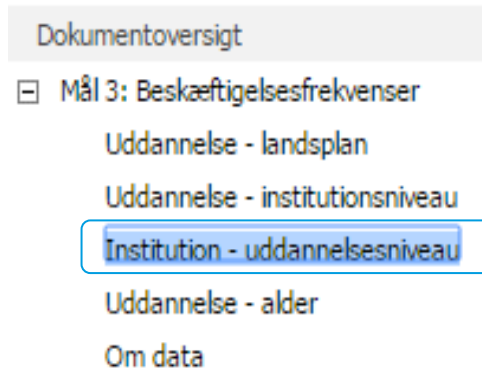 Dokumentoversigt
Mål 3: Beskæftigelsesfrekvenser
Uddannelse - landsplan
Uddannelse - institutionsniveau
Institution - uddannelsesniveau
Uddannelse - alder
Om data